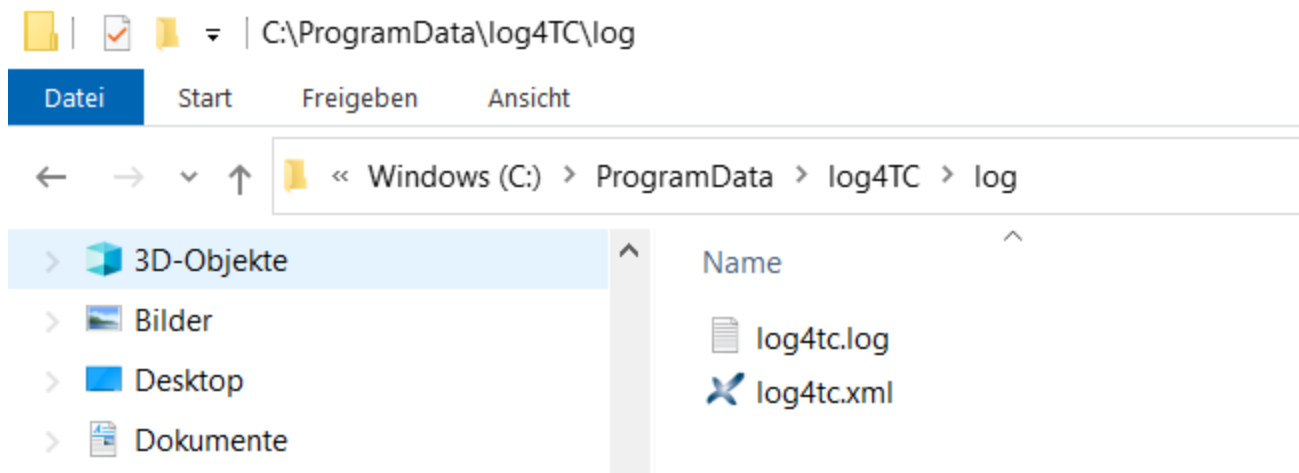 C:\ProgramData\log4TC\log
Datei Start Freigeben Ansicht
« Windows (C:) > ProgramData > log4TC > log
3D-Objekte
Bilder
Desktop
Dokumente
Name
log4tc.log
log4tc.xml